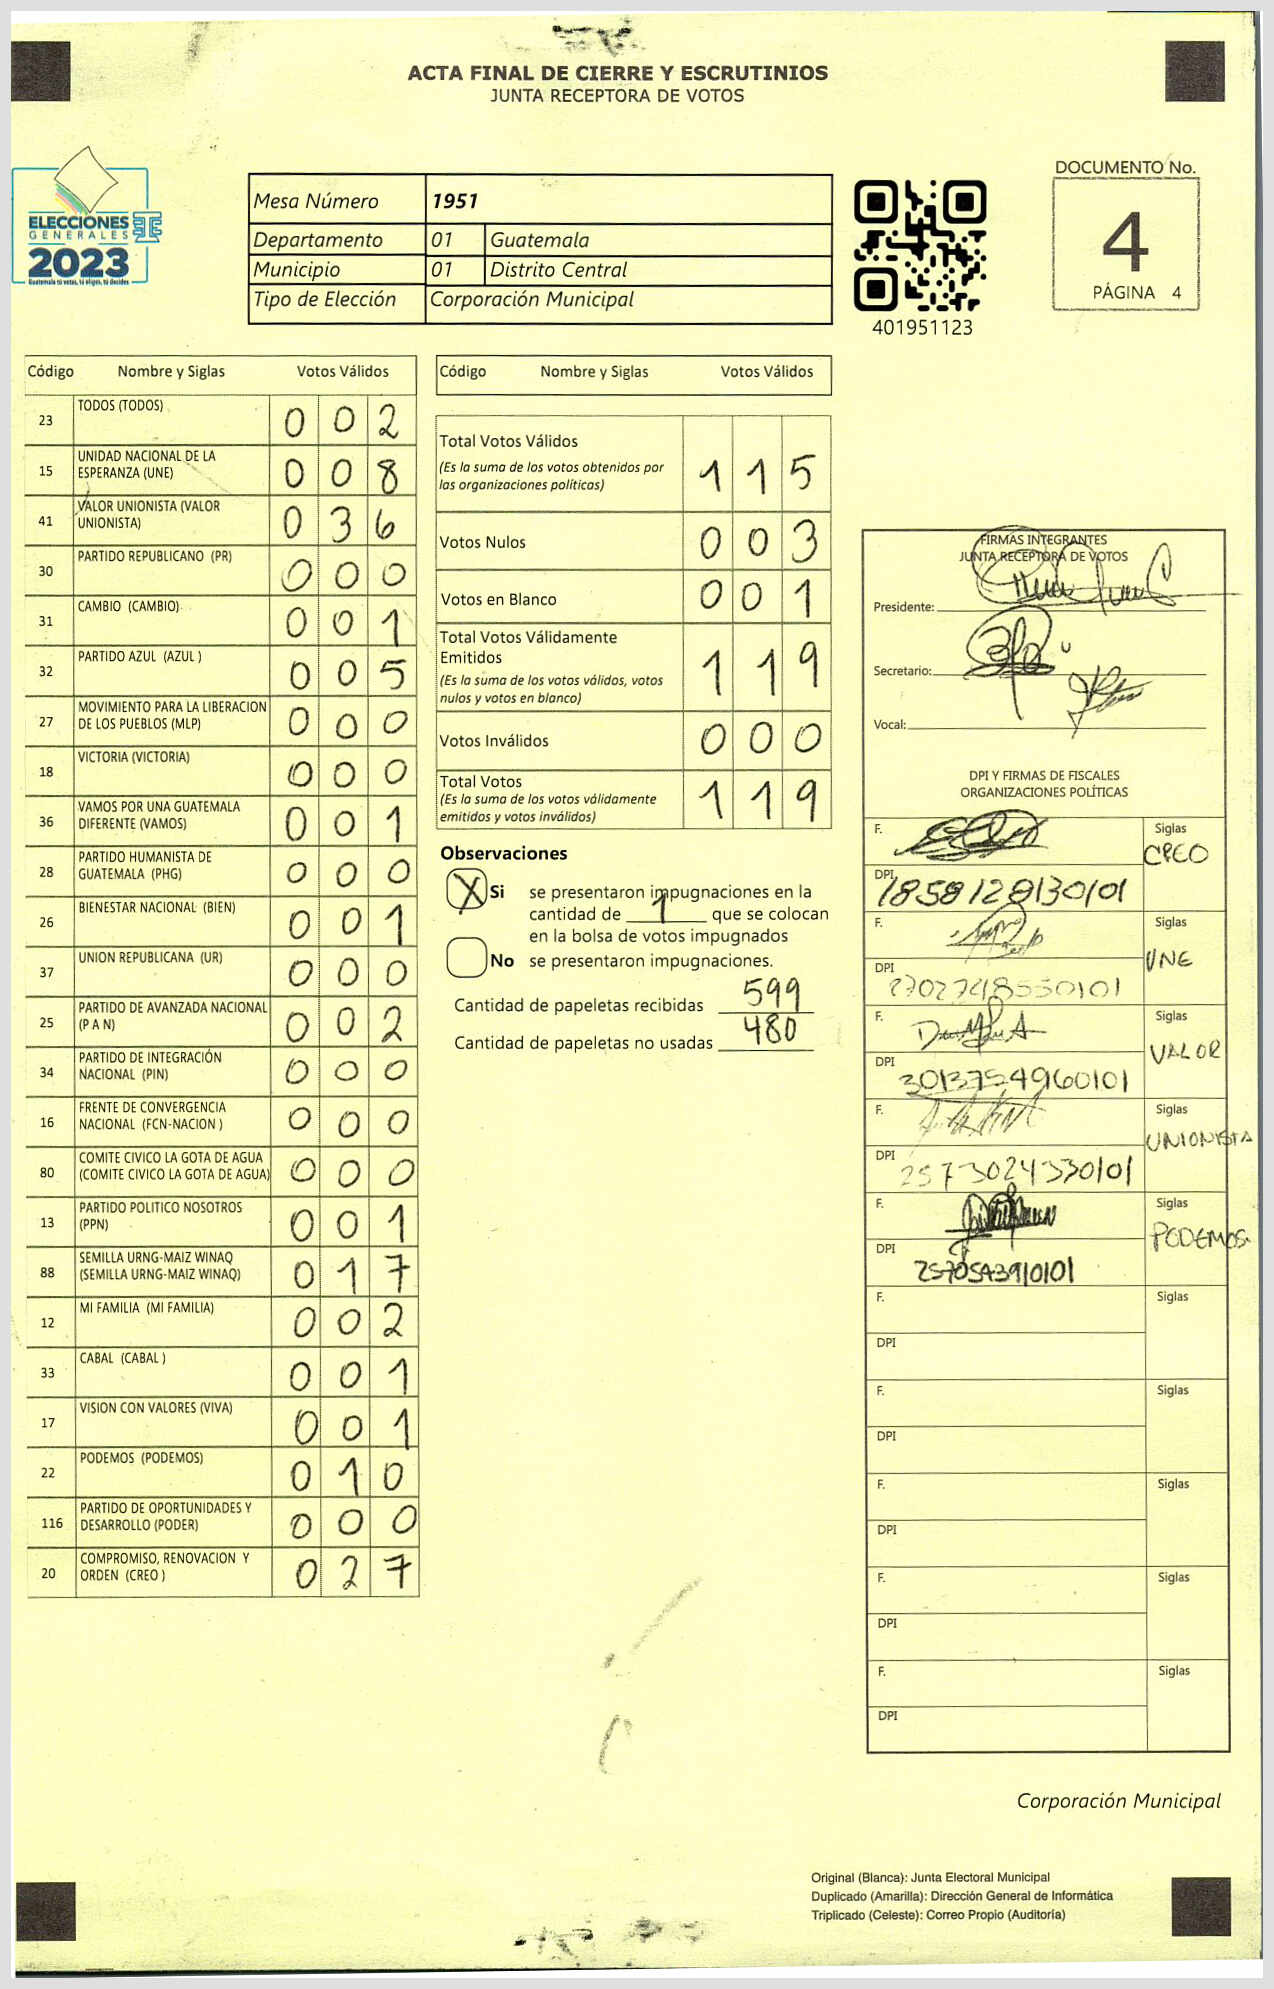 ACTA FINAL DE CIERRE Y ESCRUTINIOS
JUNTA RECEPTORA DE VOTOS
ELECCIONES
GENERALES
2023
Guatemala tú votas, tú eliges, tú decides
Mesa Número 1951
Departamento 01 Guatemala
Municipio 01 Distrito Central
Tipo de Elección Corporación Municipal
401951123
DOCUMENTO No.
4
PÁGINA 4
Código Nombre y Siglas Votos Válidos
23 TODOS (TODOS) 0 0 2
15 UNIDAD NACIONAL DE LA
ESPERANZA (UNE) 0 0 8
41 VALOR UNIONISTA (VALOR
UNIONISTA) 0 3 6
30 PARTIDO REPUBLICANO (PR) 0 0 0
31 CAMBIO (CAMBIO) 0 0 1
32 PARTIDO AZUL (AZUL ) 0 0 5
27 MOVIMIENTO PARA LA LIBERACION
DE LOS PUEBLOS (MLP) 0 0 0
18 VICTORIA (VICTORIA) 0 0 0
36 VAMOS POR UNA GUATEMALA
DIFERENTE (VAMOS) 0 0 1
28 PARTIDO HUMANISTA DE
GUATEMALA (PHG) 0 0 0
26 BIENESTAR NACIONAL (BIEN) 0 0 1
37 UNION REPUBLICANA (UR) 0 0 0
25 PARTIDO DE AVANZADA NACIONAL
(P A N) 0 0 2
34 PARTIDO DE INTEGRACIÓN
NACIONAL (PIN) 0 0 0
16 FRENTE DE CONVERGENCIA
NACIONAL (FCN-NACION ) 0 0 0
80 COMITE CIVICO LA GOTA DE AGUA
(COMITE CIVICO LA GOTA DE AGUA) 0 0 0
13 PARTIDO POLITICO NOSOTROS
(PPN) 0 0 1
88 SEMILLA URNG-MAIZ WINAQ
(SEMILLA URNG-MAIZ WINAQ) 0 1 7
12 MI FAMILIA (MI FAMILIA) 0 0 2
33 CABAL (CABAL ) 0 0 1
17 VISION CON VALORES (VIVA) 0 0 1
22 PODEMOS (PODEMOS) 0 1 0
116 PARTIDO DE OPORTUNIDADES Y
DESARROLLO (PODER) 0 0 0
20 COMPROMISO, RENOVACION Y
ORDEN (CREO ) 0 2 7
Código Nombre y Siglas Votos Válidos
Total Votos Válidos
(Es la suma de los votos obtenidos por
las organizaciones políticas) 1 1 5
Votos Nulos 0 0 3
Votos en Blanco 0 0 1
Total Votos Válidamente
Emitidos
(Es la suma de los votos válidos, votos
nulos y votos en blanco) 1 1 9
Votos Inválidos 0 0 0
Total Votos
(Es la suma de los votos válidamente
emitidos y votos inválidos) 1 1 9
Observaciones
X Si se presentaron impugnaciones en la
cantidad de 1 que se colocan
en la bolsa de votos impugnados
No se presentaron impugnaciones.
Cantidad de papeletas recibidas 599
Cantidad de papeletas no usadas 480
FIRMAS INTEGRANTES
JUNTA RECEPTORA DE VOTOS
Presidente:
Secretario:
Vocal:
DPI Y FIRMAS DE FISCALES
ORGANIZACIONES POLÍTICAS
F. Siglas
CREO
DPI 1858128130101
F. Siglas
UNE
DPI 2702748530101
F. Siglas
VALOR
DPI 3013754960101
F. Siglas
UNIONISTA
DPI 2573024330101
F. Siglas
PODEMOS
DPI 2570543910101
F. Siglas
DPI
F. Siglas
DPI
F. Siglas
DPI
F. Siglas
DPI
F. Siglas
DPI
Corporación Municipal
Original (Blanca): Junta Electoral Municipal
Duplicado (Amarilla): Dirección General de Informática
Triplicado (Celeste): Correo Propio (Auditoría)